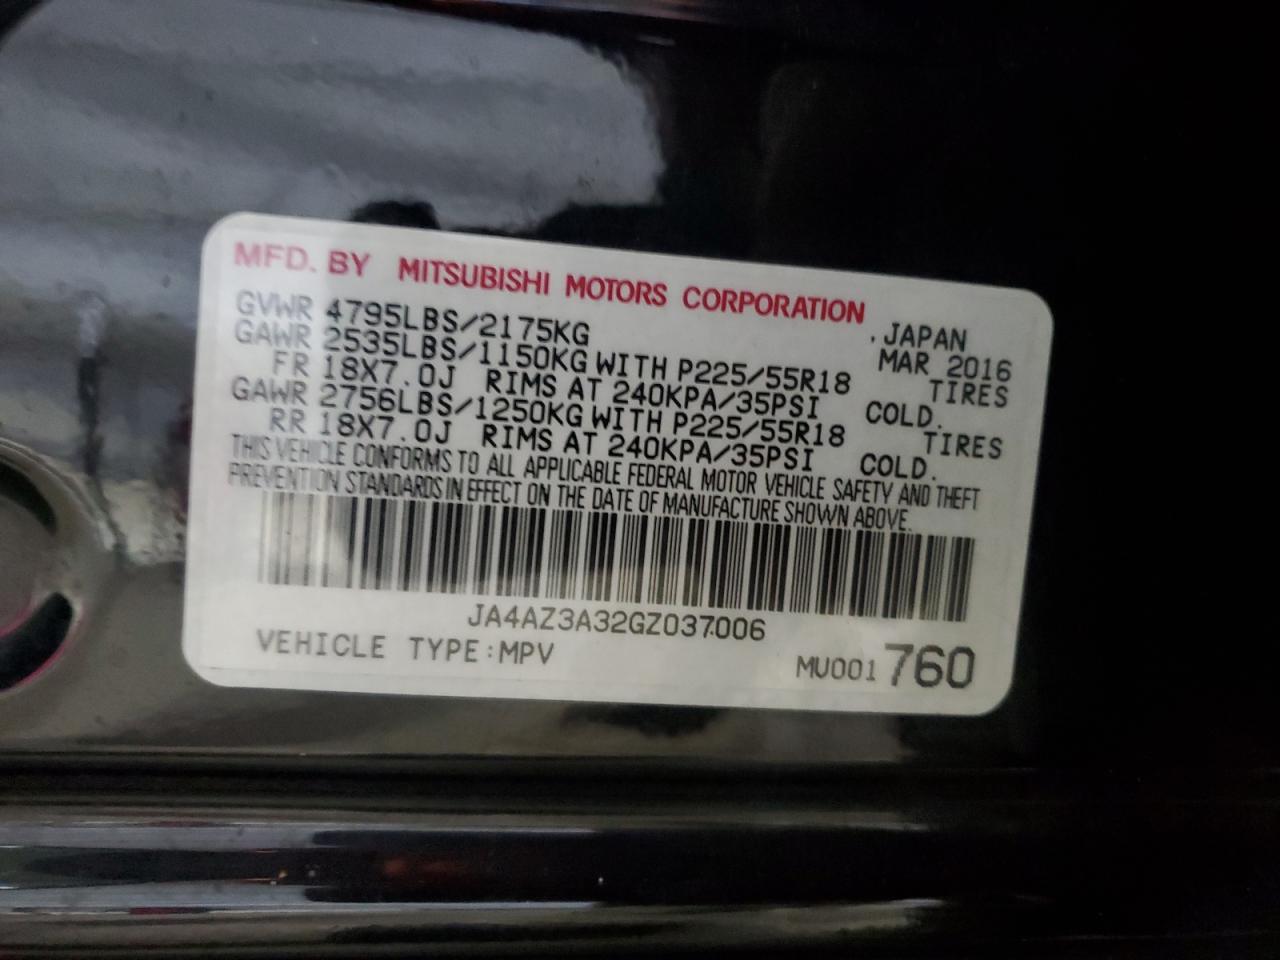 MFD. BY MITSUBISHI MOTORS CORPORATION
GVWR 4795LBS/2175KG . JAPAN
GAWR 2535LBS/1150KG WITH P225/55R18 MAR 2016
FR 18X7.0J RIMS AT 240KPA/35PSI TIRES
GAWR 2756LBS/1250KG WITH P225/55R18 COLD.
RR 18X7.0J RIMS AT 240KPA/35PSI TIRES
COLD.
THIS VEHICLE CONFORMS TO ALL APPLICABLE FEDERAL MOTOR VEHICLE SAFETY AND THEFT
PREVENTION STANDARDS IN EFFECT ON THE DATE OF MANUFACTURE SHOWN ABOVE.
JA4AZ3A32GZ037006
VEHICLE TYPE:MPV MU001 760